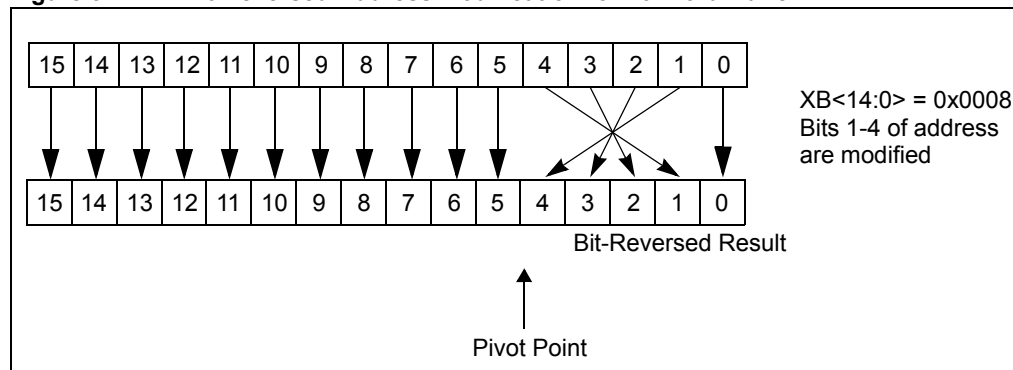 15 14 13 12 11 10 9 8 7 6 5 4 3 2 1 0
XB<14:0> = 0x0008
Bits 1-4 of address
are modified
15 14 13 12 11 10 9 8 7 6 5 4 3 2 1 0
Bit-Reversed Result
Pivot Point